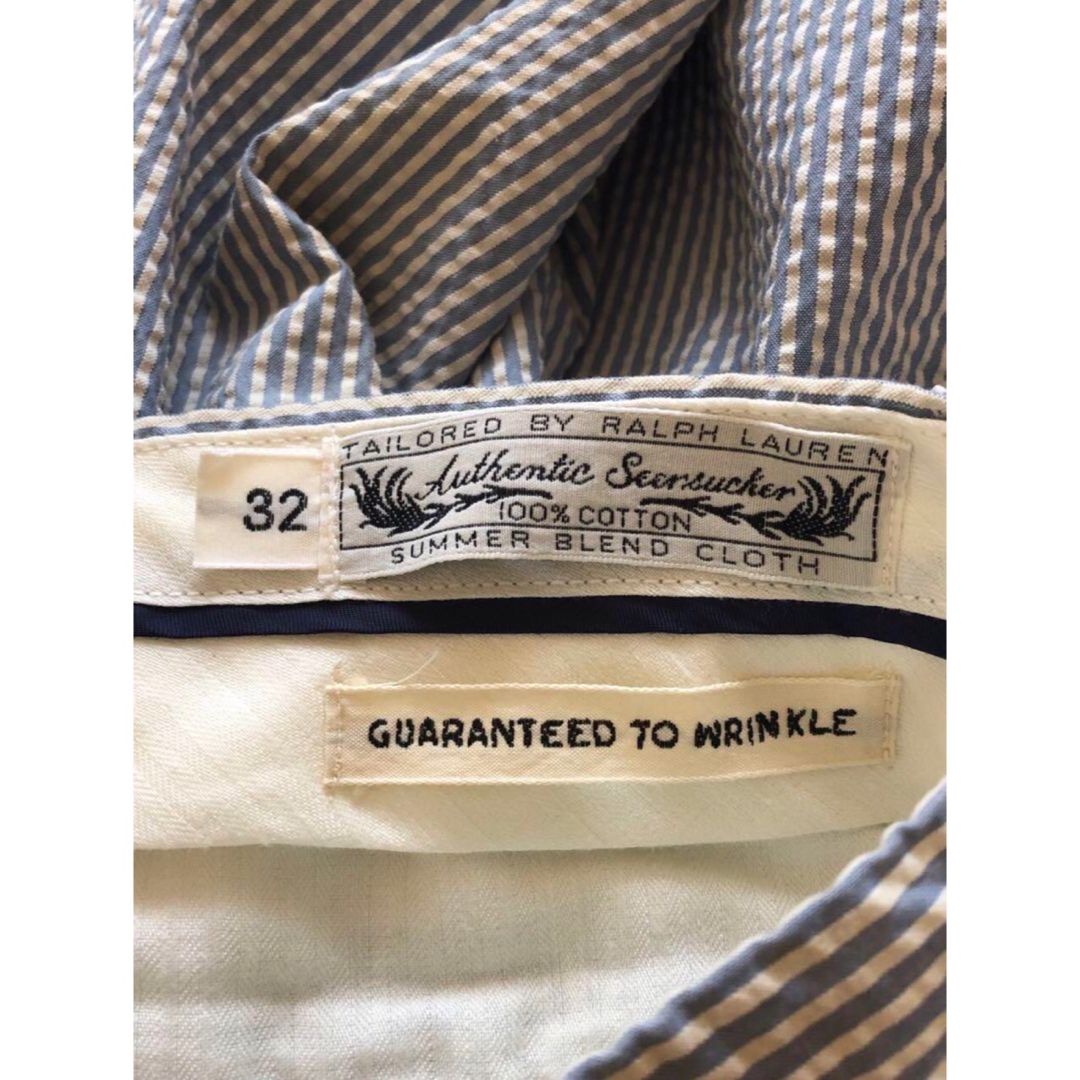 TAILORED BY RALPH LAUREN
32
Authentic Seersucker
100% COTTON
SUMMER BLEND CLOTH
GUARANTEED TO WRINKLE